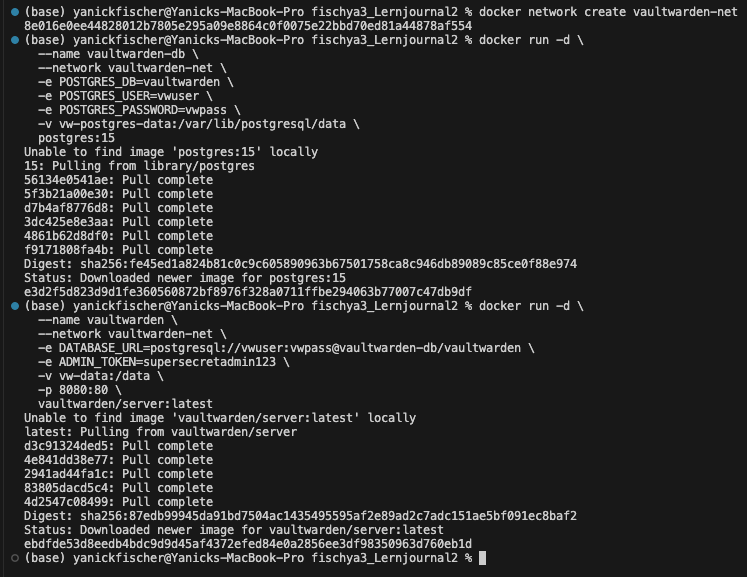 (base) yanickfischer@Yanicks-MacBook-Pro fischya3_Lernjournal2 % docker network create vaultwarden-net
8e016e0ee44828012b7805e295a09e8864c0f0075e22bbd70ed81a44878af554
(base) yanickfischer@Yanicks-MacBook-Pro fischya3_Lernjournal2 % docker run -d \
--name vaultwarden-db \
--network vaultwarden-net \
-e POSTGRES_DB=vaultwarden \
-e POSTGRES_USER=vwuser \
-e POSTGRES_PASSWORD=vwpass \
-v vw-postgres-data:/var/lib/postgresql/data \
postgres:15
Unable to find image 'postgres:15' locally
15: Pulling from library/postgres
56134e0541ae: Pull complete
5f3b21a00e30: Pull complete
d7b4af8776d8: Pull complete
3dc425e8e3aa: Pull complete
4861b62d8df0: Pull complete
f9171808fa4b: Pull complete
Digest: sha256:fe45ed1a824b81c0c9c605890963b67501758ca8c946db89089c85ce0f88e974
Status: Downloaded newer image for postgres:15
e3d2f5d823d9d1fe360560872bf8976f328a0711ffbe294063b77007c47db9df
(base) yanickfischer@Yanicks-MacBook-Pro fischya3_Lernjournal2 % docker run -d \
--name vaultwarden \
--network vaultwarden-net \
-e DATABASE_URL=postgresql://vwuser:vwpass@vaultwarden-db/vaultwarden \
-e ADMIN_TOKEN=supersecretadmin123 \
-v vw-data:/data \
-p 8080:80 \
vaultwarden/server:latest
Unable to find image 'vaultwarden/server:latest' locally
latest: Pulling from vaultwarden/server
d3c91324ded5: Pull complete
4e841dd38e77: Pull complete
2941ad44fa1c: Pull complete
83805dacd5c4: Pull complete
4d2547c08499: Pull complete
Digest: sha256:87edb99945da91bd7504ac1435495595af2e89ad2c7adc151ae5bf091ec8baf2
Status: Downloaded newer image for vaultwarden/server:latest
ebdfde53d8eedb4bdc9d9d45af4372efed84e0a2856ee3df98350963d760eb1d
(base) yanickfischer@Yanicks-MacBook-Pro fischya3_Lernjournal2 %